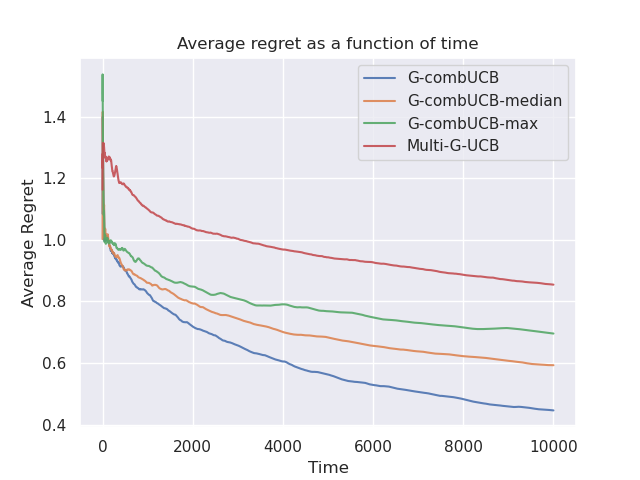 Average regret as a function of time
G-combUCB
G-combUCB-median
G-combUCB-max
Multi-G-UCB
Average Regret
1.4
1.2
1.0
0.8
0.6
0.4
0 2000 4000 6000 8000 10000
Time